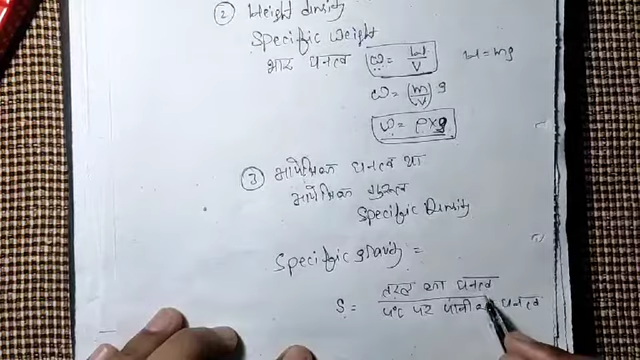 ② Weight density
Specific weight
भार घनत्व ω = W/V W = mg
ω = (m/V) g
ω = ρ×g
③ आपेक्षिक घनत्व या
आपेक्षिक गुरुत्व
Specific Density
Specific gravity =
S = तरल का घनत्व / 4°C पर पानी का घनत्व